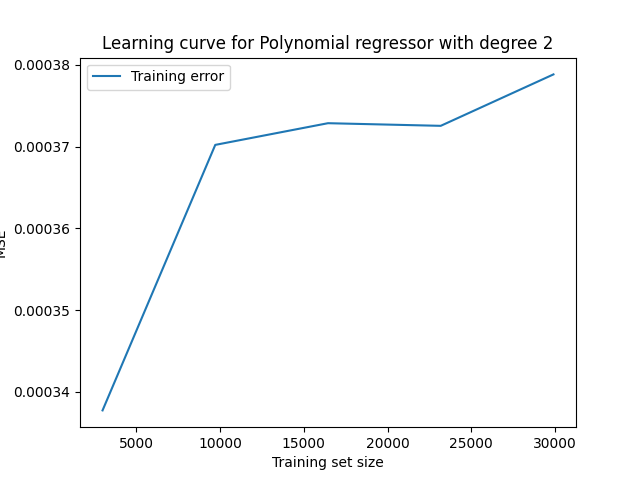 Learning curve for Polynomial regressor with degree 2
Training error
0.00038
0.00037
0.00036
0.00035
0.00034
MSE
5000 10000 15000 20000 25000 30000
Training set size